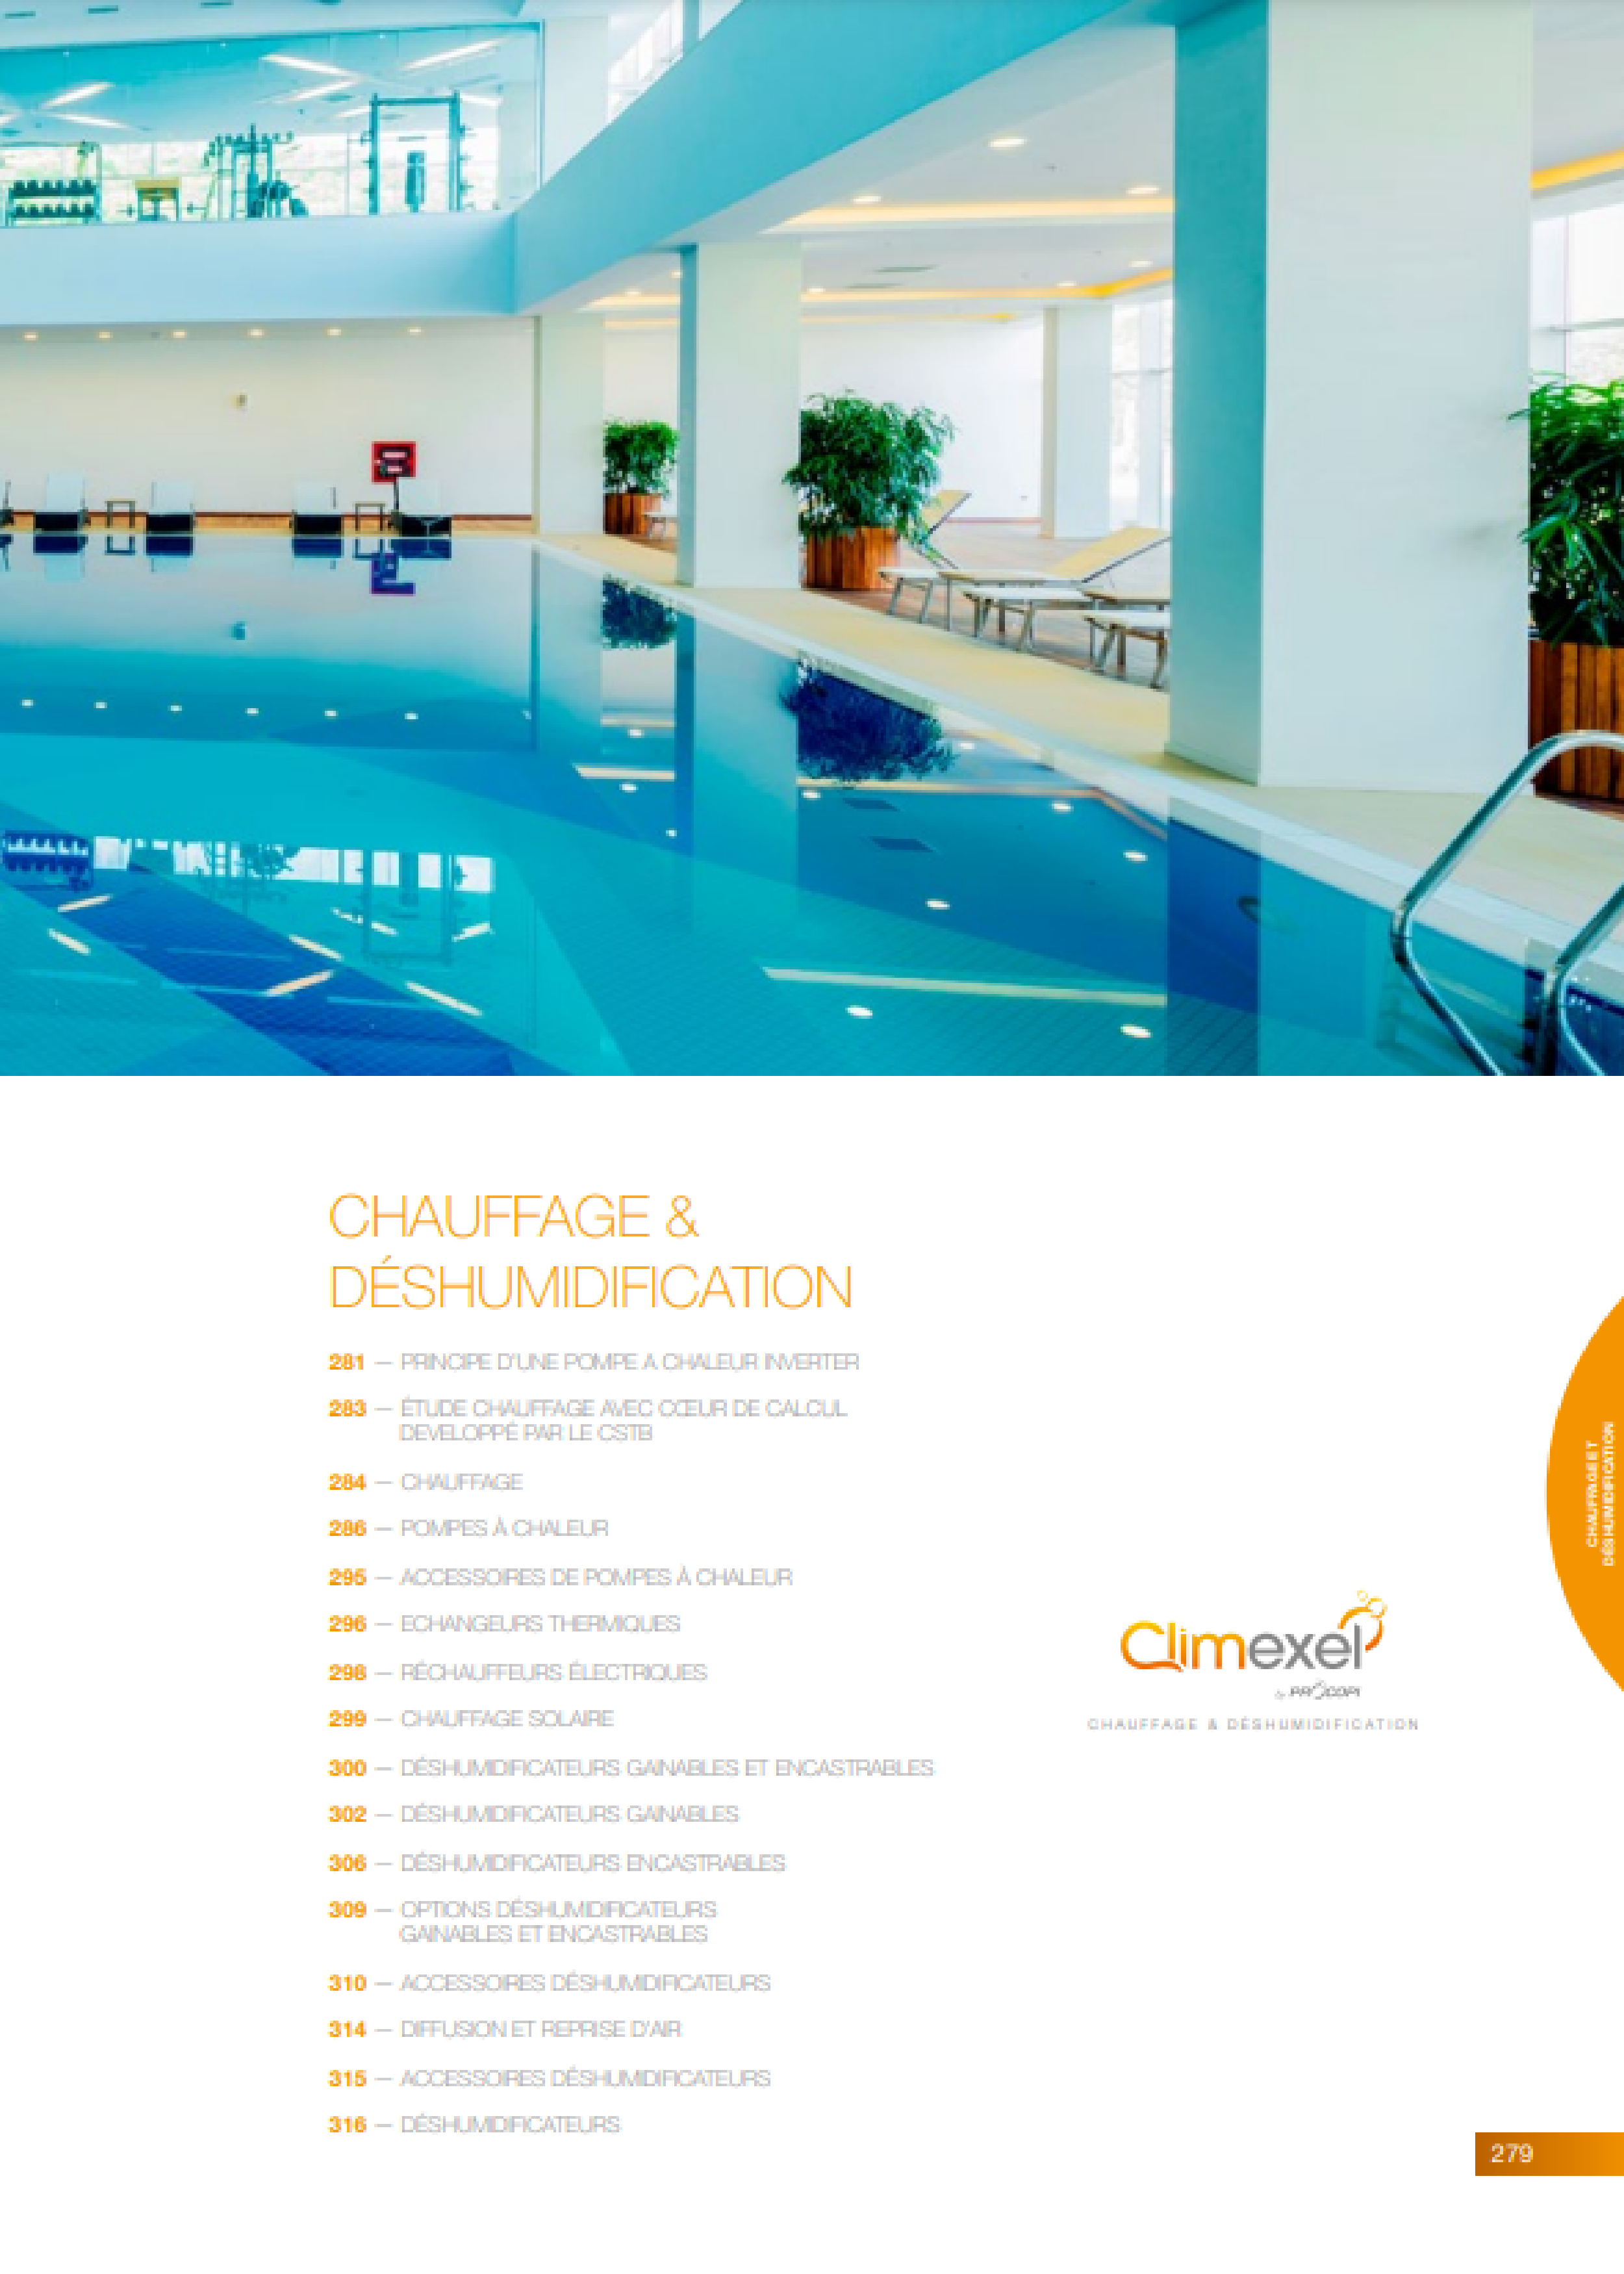 CHAUFFAGE &
DÉSHUMIDIFICATION
281 — PRINCIPE D'UNE POMPE A CHALEUR INVERTER
283 — ÉTUDE CHAUFFAGE AVEC CŒUR DE CALCUL
DEVELOPPÉ PAR LE CSTB
284 — CHAUFFAGE
286 — POMPES À CHALEUR
295 — ACCESSOIRES DE POMPES À CHALEUR
296 — ECHANGEURS THERMIQUES
298 — RÉCHAUFFEURS ÉLECTRIQUES
299 — CHAUFFAGE SOLAIRE
300 — DÉSHUMIDIFICATEURS GAINABLES ET ENCASTRABLES
302 — DÉSHUMIDIFICATEURS GAINABLES
306 — DÉSHUMIDIFICATEURS ENCASTRABLES
309 — OPTIONS DÉSHUMIDIFICATEURS
GAINABLES ET ENCASTRABLES
310 — ACCESSOIRES DÉSHUMIDIFICATEURS
314 — DIFFUSION ET REPRISE D'AIR
315 — ACCESSOIRES DÉSHUMIDIFICATEURS
316 — DÉSHUMIDIFICATEURS
Climexel
by PROCOPI
CHAUFFAGE & DÉSHUMIDIFICATION
CHAUFFAGE ET
DÉSHUMIDIFICATION
279